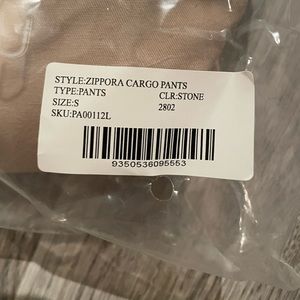 STYLE:ZIPPORA CARGO PANTS
TYPE:PANTS CLR:STONE
SIZE:S 2802
SKU:PA00112L
9350536095553